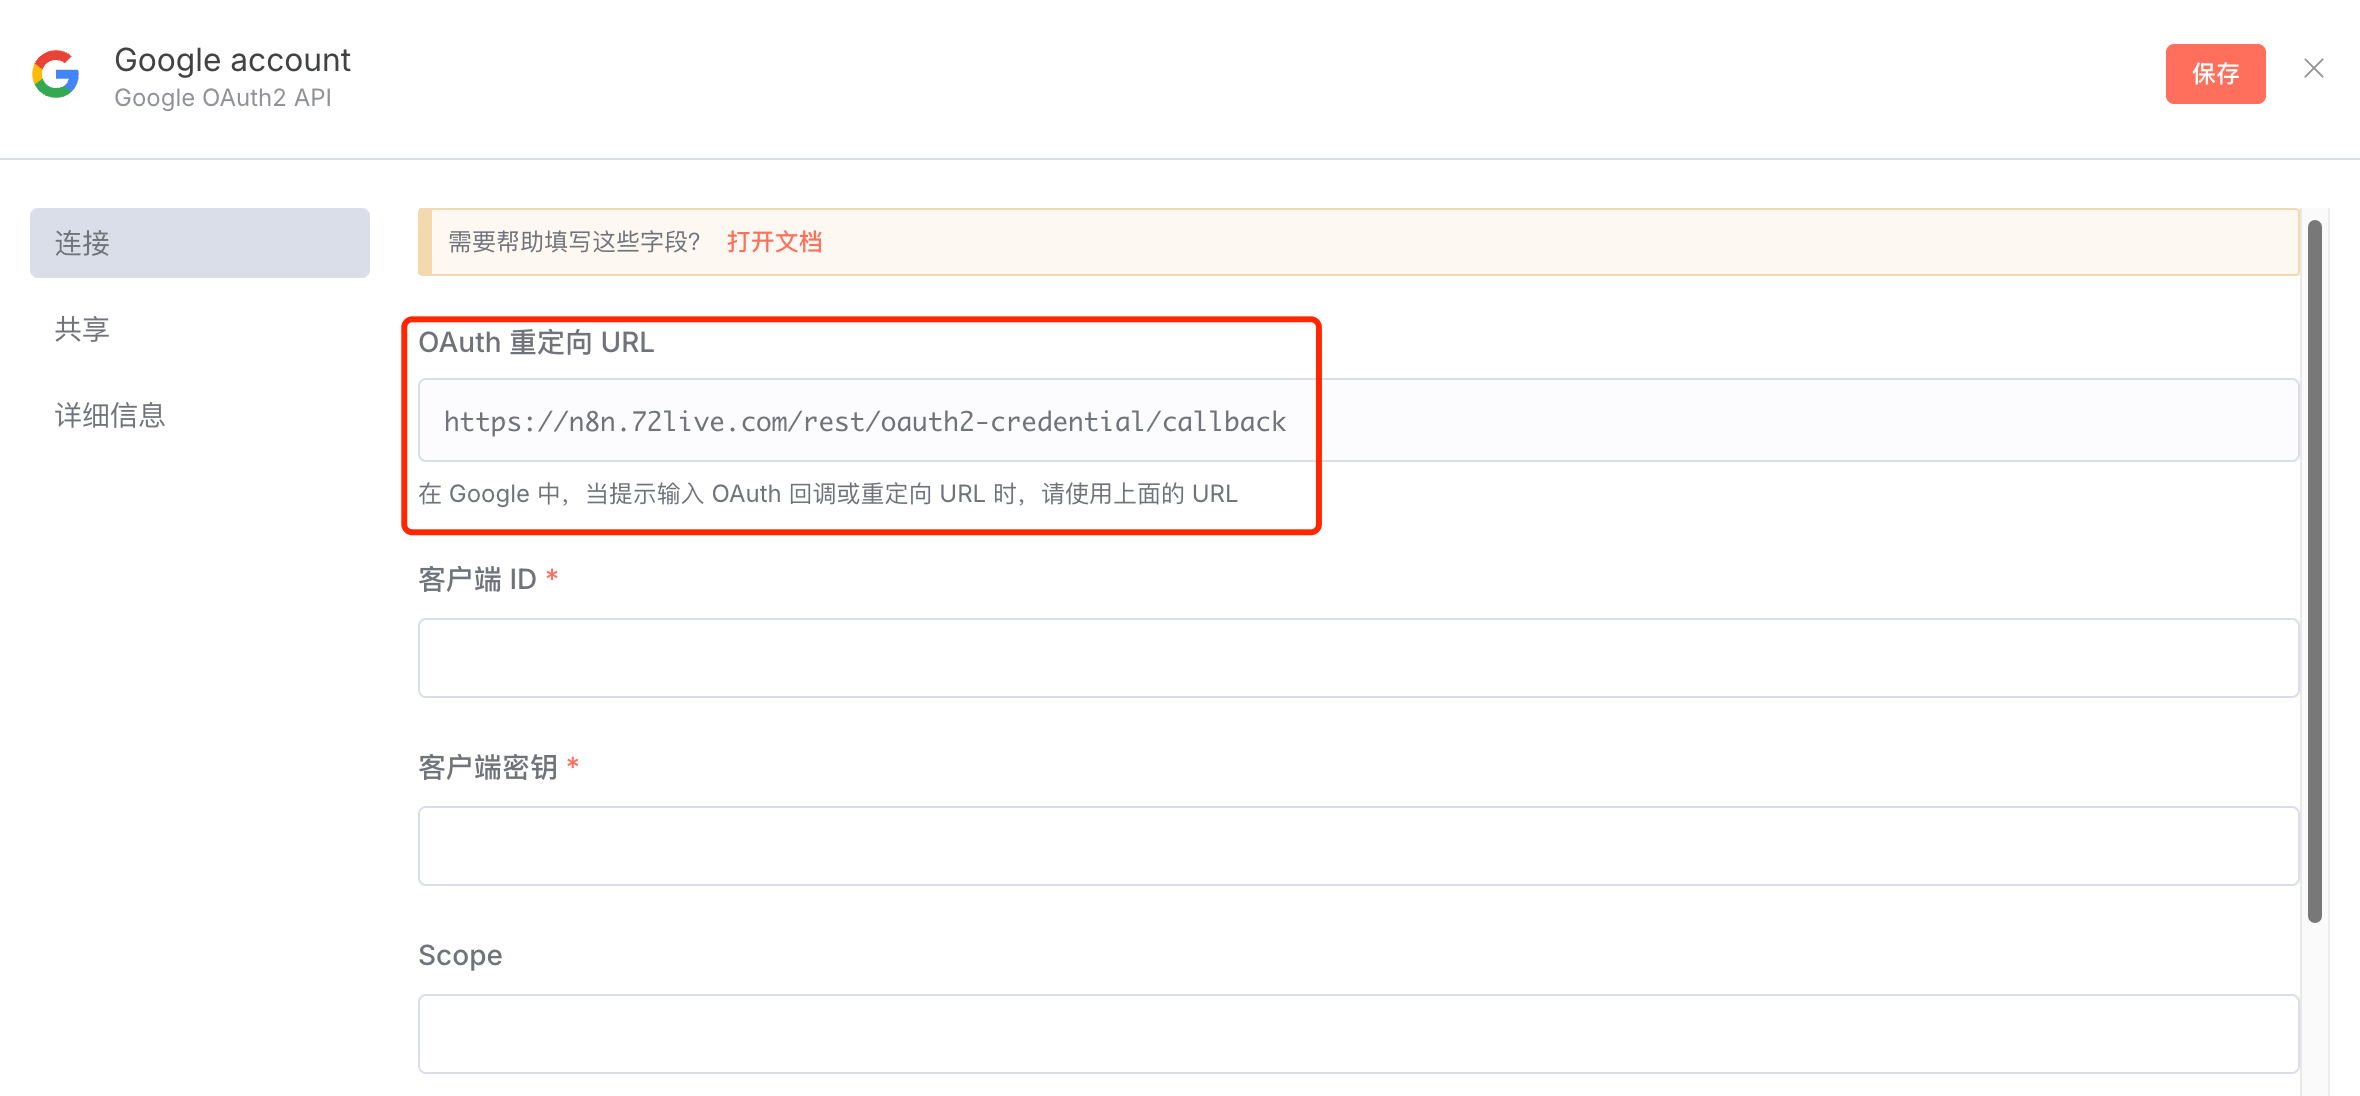 Google account
Google OAuth2 API
保存
连接
共享
详细信息
需要帮助填写这些字段? 打开文档
OAuth 重定向 URL
https://n8n.72live.com/rest/oauth2-credential/callback
在 Google 中，当提示输入 OAuth 回调或重定向 URL 时，请使用上面的 URL
客户端 ID *
客户端密钥 *
Scope